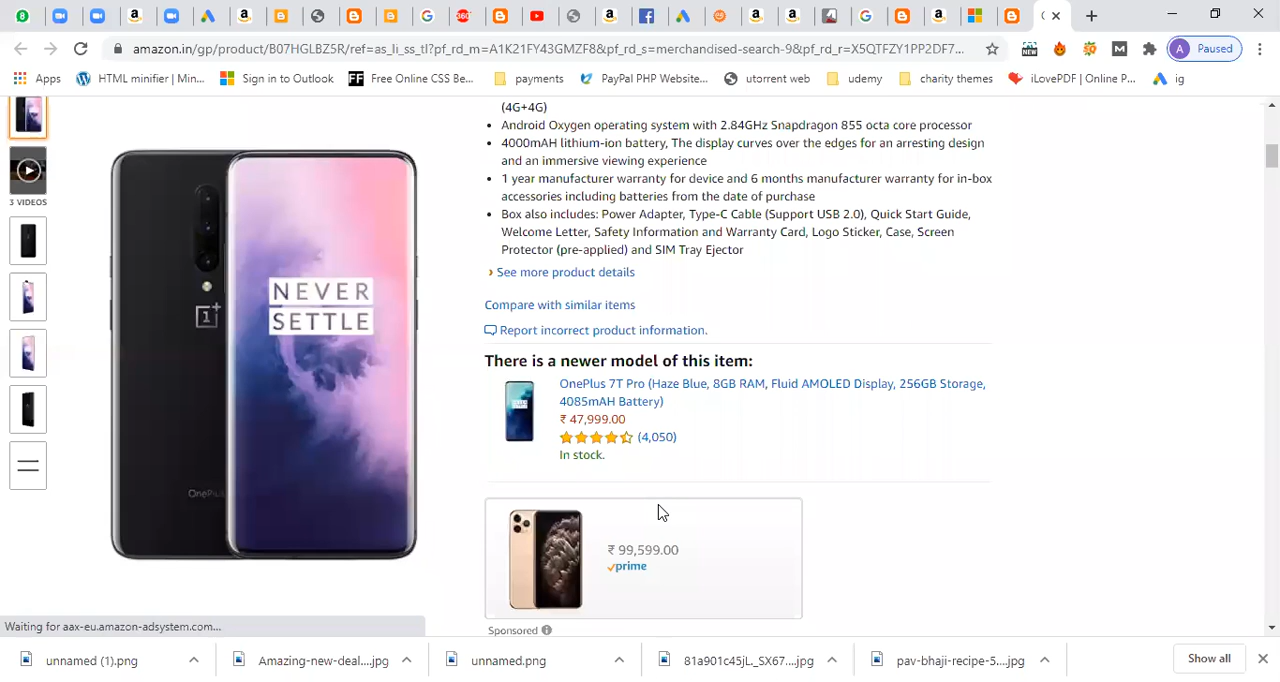 amazon.in/gp/product/B07HGLBZ5R/ref=as_li_ss_tl?pf_rd_m=A1K21FY43GMZF8&pf_rd_s=merchandised-search-9&pf_rd_r=X5QTFZY1PP2DF7...
A Paused
Apps
HTML minifier | Min...
Sign in to Outlook
FF Free Online CSS Be...
payments
PayPal PHP Website...
utorrent web
udemy
charity themes
iLovePDF | Online P...
ig
(4G+4G)
Android Oxygen operating system with 2.84GHz Snapdragon 855 octa core processor
4000mAH lithium-ion battery, The display curves over the edges for an arresting design
and an immersive viewing experience
1 year manufacturer warranty for device and 6 months manufacturer warranty for in-box
accessories including batteries from the date of purchase
Box also includes: Power Adapter, Type-C Cable (Support USB 2.0), Quick Start Guide,
Welcome Letter, Safety Information and Warranty Card, Logo Sticker, Case, Screen
Protector (pre-applied) and SIM Tray Ejector
› See more product details
Compare with similar items
Report incorrect product information.
There is a newer model of this item:
OnePlus 7T Pro (Haze Blue, 8GB RAM, Fluid AMOLED Display, 256GB Storage,
4085mAH Battery)
₹ 47,999.00
(4,050)
In stock.
₹ 99,599.00
prime
Sponsored
3 VIDEOS
NEVER
SETTLE
Waiting for aax-eu.amazon-adsystem.com...
unnamed (1).png
Amazing-new-deal....jpg
unnamed.png
81a901c45jL._SX67....jpg
pav-bhaji-recipe-5....jpg
Show all